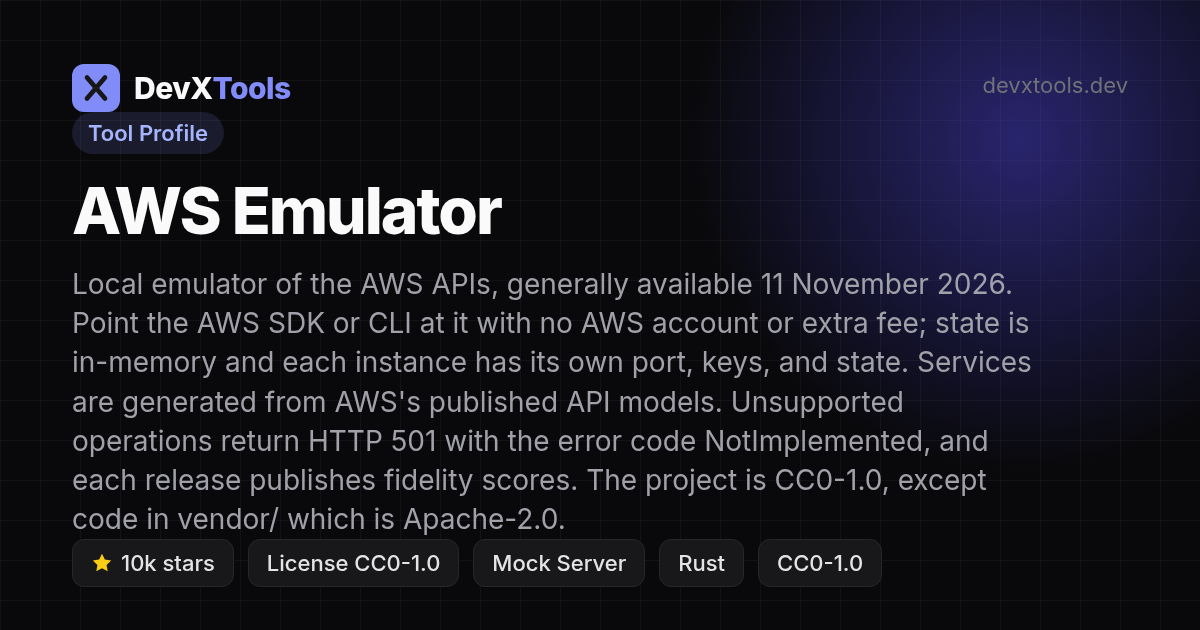 DevXTools
devxtools.dev
Tool Profile
AWS Emulator
Local emulator of the AWS APIs, generally available 11 November 2026.
Point the AWS SDK or CLI at it with no AWS account or extra fee; state is
in-memory and each instance has its own port, keys, and state. Services
are generated from AWS's published API models. Unsupported
operations return HTTP 501 with the error code NotImplemented, and
each release publishes fidelity scores. The project is CC0-1.0, except
code in vendor/ which is Apache-2.0.
10k stars
License CC0-1.0
Mock Server
Rust
CC0-1.0